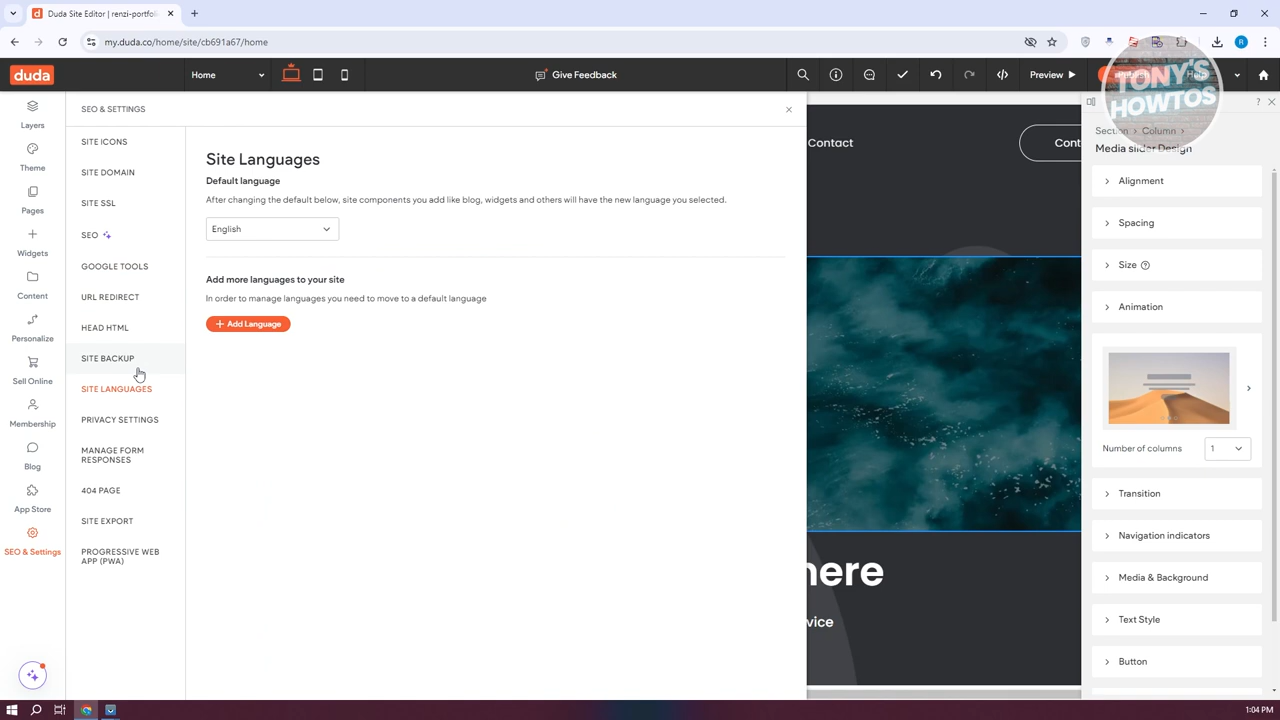 Duda Site Editor | renzi-portfoli
my.duda.co/home/site/cb691a67/home
R
duda
Home
Give Feedback
Preview
TONY'S
HOWTOS
Layers
Theme
Pages
Widgets
Content
Personalize
Sell Online
Membership
Blog
App Store
SEO & Settings
SEO & SETTINGS
SITE ICONS
SITE DOMAIN
SITE SSL
SEO
GOOGLE TOOLS
URL REDIRECT
HEAD HTML
SITE BACKUP
SITE LANGUAGES
PRIVACY SETTINGS
MANAGE FORM
RESPONSES
404 PAGE
SITE EXPORT
PROGRESSIVE WEB
APP (PWA)
Site Languages
Default language
After changing the default below, site components you add like blog, widgets and others will have the new language you selected.
English
Add more languages to your site
In order to manage languages you need to move to a default language
+ Add Language
Contact
Cont
here
vice
Section > Column >
Media slider Design
Alignment
Spacing
Size
Animation
Number of columns
1
Transition
Navigation indicators
Media & Background
Text Style
Button
1:04 PM